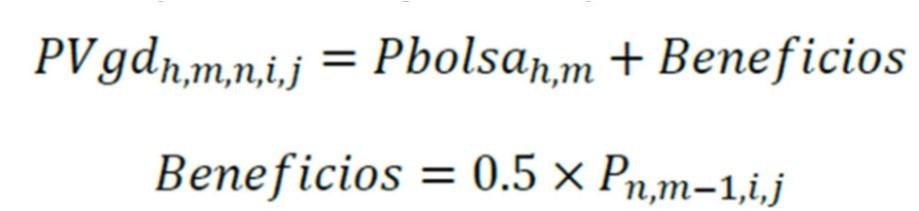 PVgd_{h,m,n,i,j} = Pbolsa_{h,m} + Beneficios
Beneficios = 0.5 × P_{n,m−1,i,j}